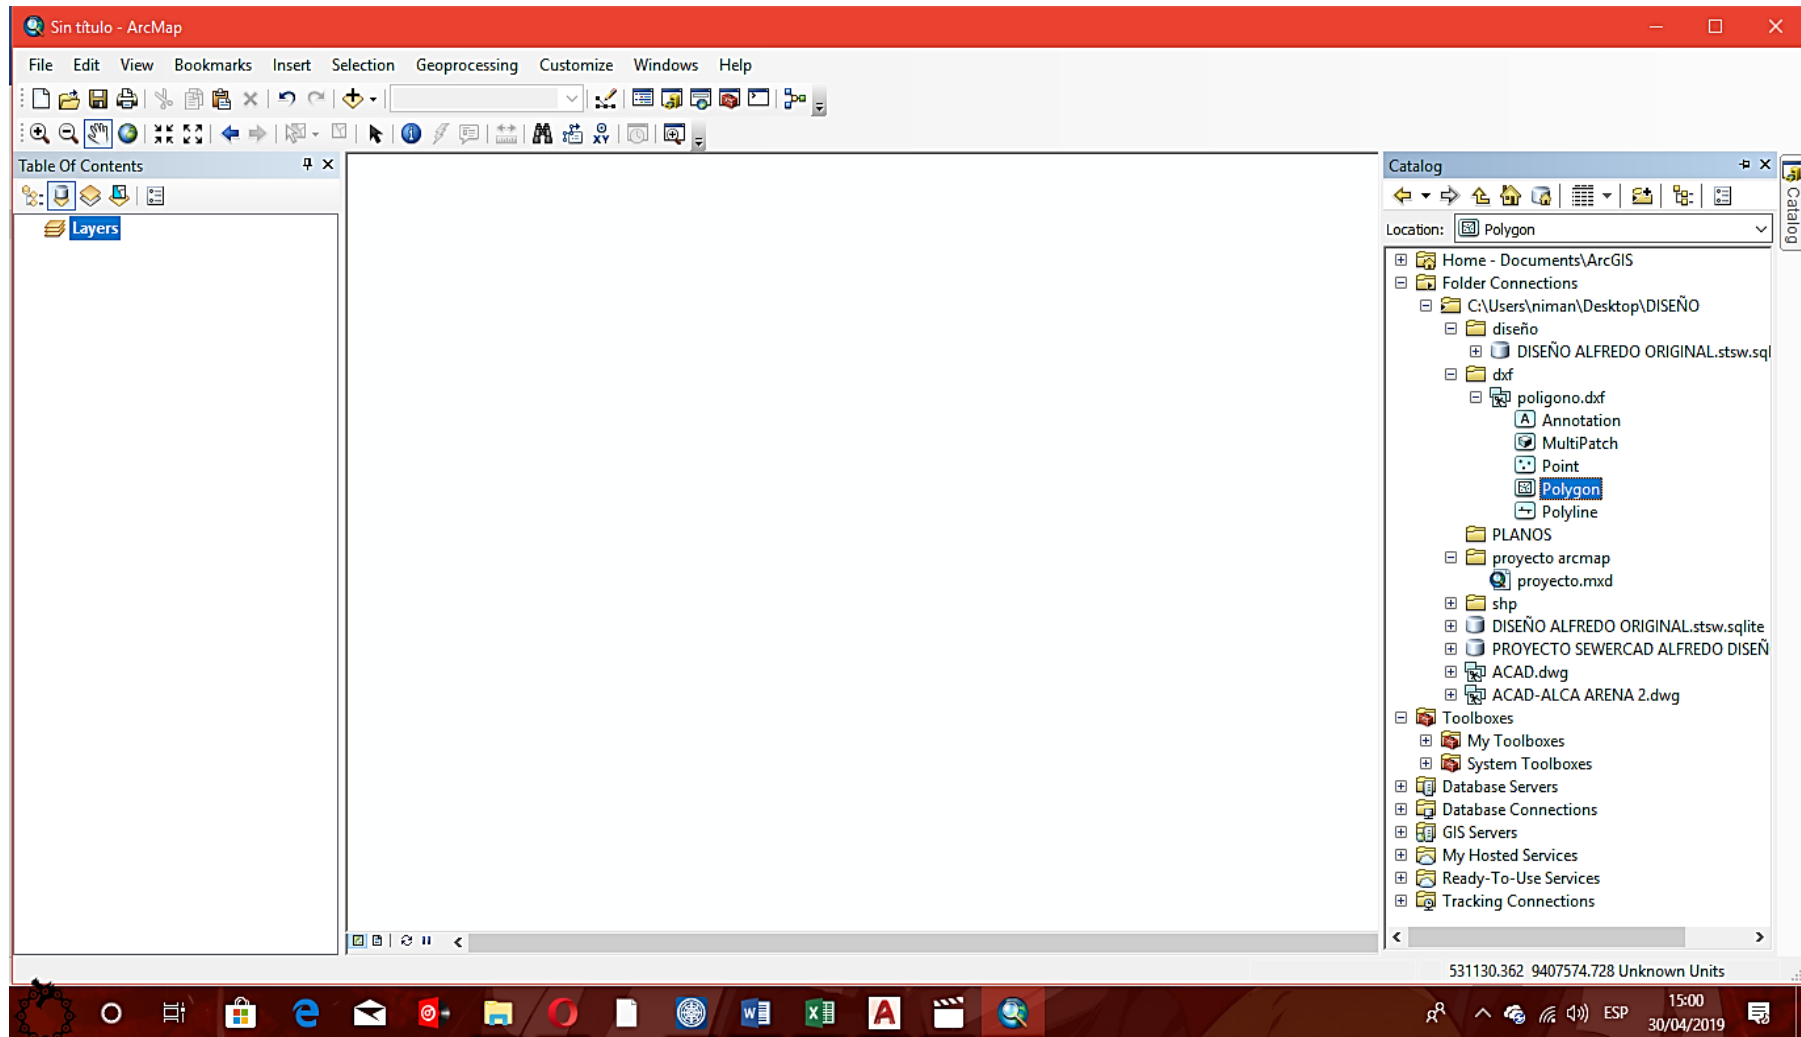 Sin título - ArcMap
File Edit View Bookmarks Insert Selection Geoprocessing Customize Windows Help
Table Of Contents
Layers
Catalog
Location: Polygon
Catalog
Home - Documents\ArcGIS
Folder Connections
C:\Users\niman\Desktop\DISEÑO
diseño
DISEÑO ALFREDO ORIGINAL.stsw.sql
dxf
poligono.dxf
Annotation
MultiPatch
Point
Polygon
Polyline
PLANOS
proyecto arcmap
proyecto.mxd
shp
DISEÑO ALFREDO ORIGINAL.stsw.sqlite
PROYECTO SEWERCAD ALFREDO DISEÑ
ACAD.dwg
ACAD-ALCA ARENA 2.dwg
Toolboxes
My Toolboxes
System Toolboxes
Database Servers
Database Connections
GIS Servers
My Hosted Services
Ready-To-Use Services
Tracking Connections
531130.362 9407574.728 Unknown Units
ESP
15:00
30/04/2019